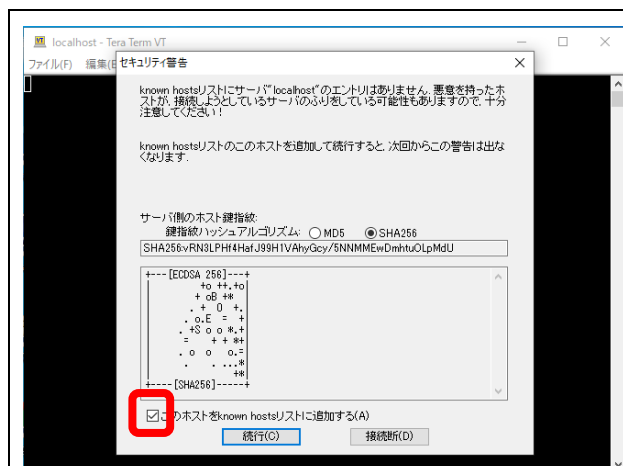 localhost - Tera Term VT
ファイル(F) 編集(E
セキュリティ警告
known hostsリストにサーバ"localhost"のエントリはありません. 悪意を持ったホ
ストが, 接続しようとしているサーバのふりをしている可能性もありますので, 十分
注意してください!
known hostsリストのこのホストを追加して続行すると, 次回からこの警告は出な
くなります.
サーバ側のホスト鍵指紋:
鍵指紋ハッシュアルゴリズム: MD5 SHA256
SHA256:vRN3LPHf4HafJ99H1VAhyGcy/5NNMMEwDmhtuOLpMdU
+---[ECDSA 256]---+
|       +o ++.+o|
|      + oB +*  |
|     . + O  +. |
|    . o.E  =  +|
|   . +S o o *.+|
|    =    + + *+|
|   . o  o   o.=|
|    .    . ...*|
|             +*|
+----[SHA256]-----+
このホストをknown hostsリストに追加する(A)
続行(C) 接続断(D)